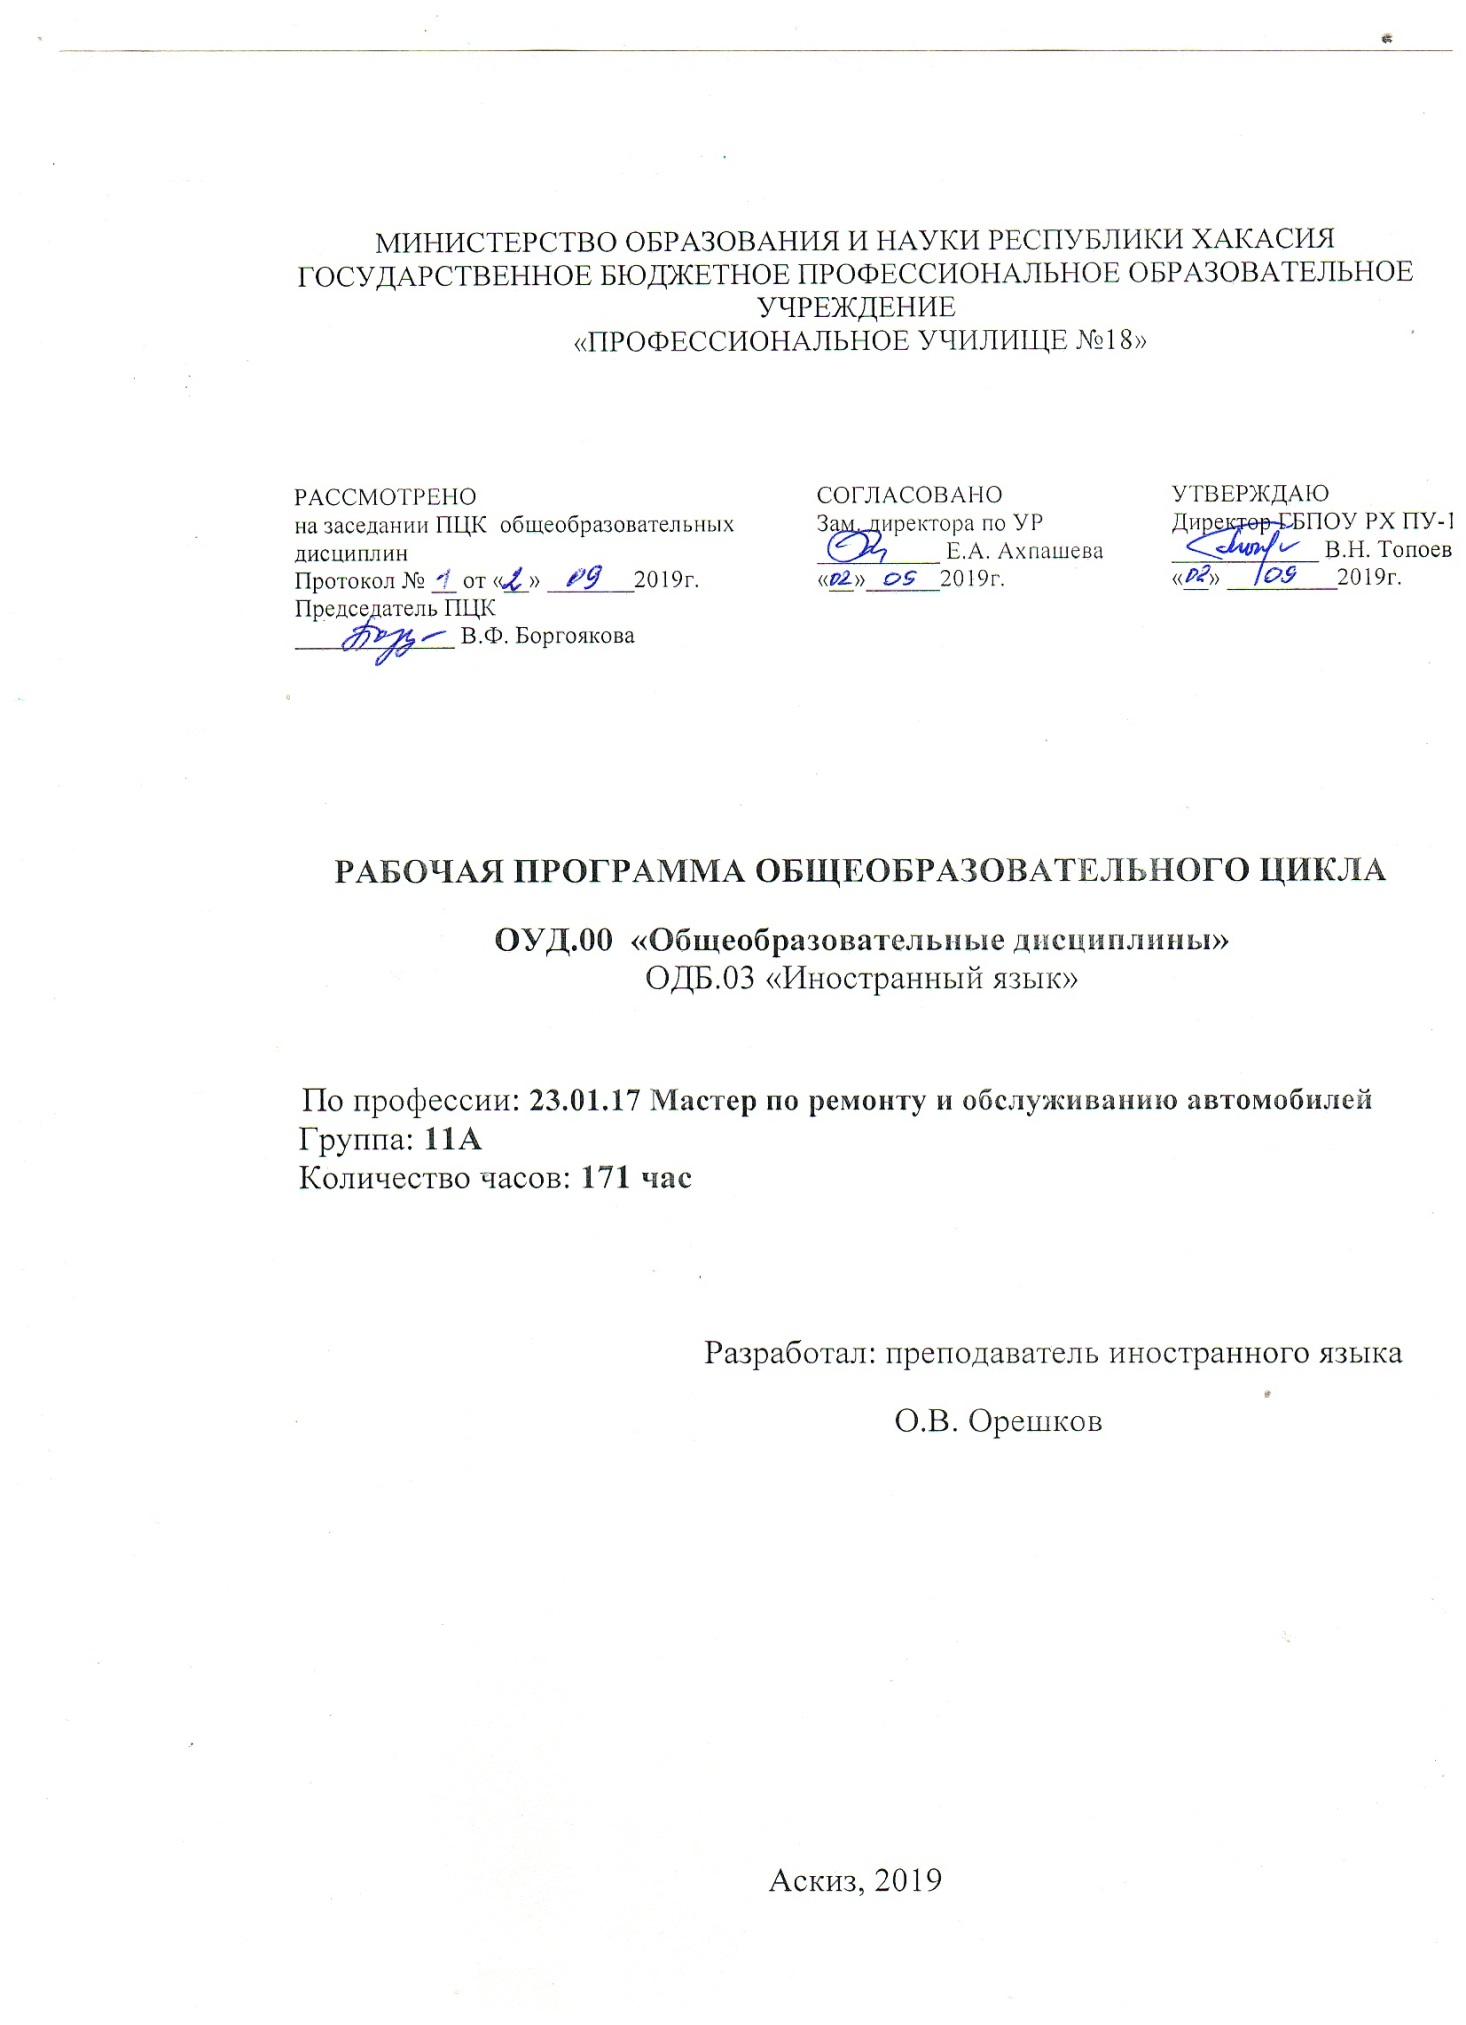 МИНИСТЕРСТВО ОБРАЗОВАНИЯ И НАУКИ РЕСПУБЛИКИ ХАКАСИЯ
ГОСУДАРСТВЕННОЕ БЮДЖЕТНОЕ ПРОФЕССИОНАЛЬНОЕ ОБРАЗОВАТЕЛЬНОЕ
УЧРЕЖДЕНИЕ
«ПРОФЕССИОНАЛЬНОЕ УЧИЛИЩЕ №18»
РАССМОТРЕНО
на заседании ПЦК общеобразовательных
дисциплин
Протокол № 1 от «2» 09 2019г.
Председатель ПЦК
В.Ф. Боргоякова
СОГЛАСОВАНО
Зам. директора по УР
Е.А. Ахпашева
«02» 09 2019г.
УТВЕРЖДАЮ
Директор ГБПОУ РХ ПУ-1
В.Н. Топоев
«02» 09 2019г.
РАБОЧАЯ ПРОГРАММА ОБЩЕОБРАЗОВАТЕЛЬНОГО ЦИКЛА
ОУД.00 «Общеобразовательные дисциплины»
ОДБ.03 «Иностранный язык»
По профессии: 23.01.17 Мастер по ремонту и обслуживанию автомобилей
Группа: 11А
Количество часов: 171 час
Разработал: преподаватель иностранного языка
О.В. Орешков
Аскиз, 2019